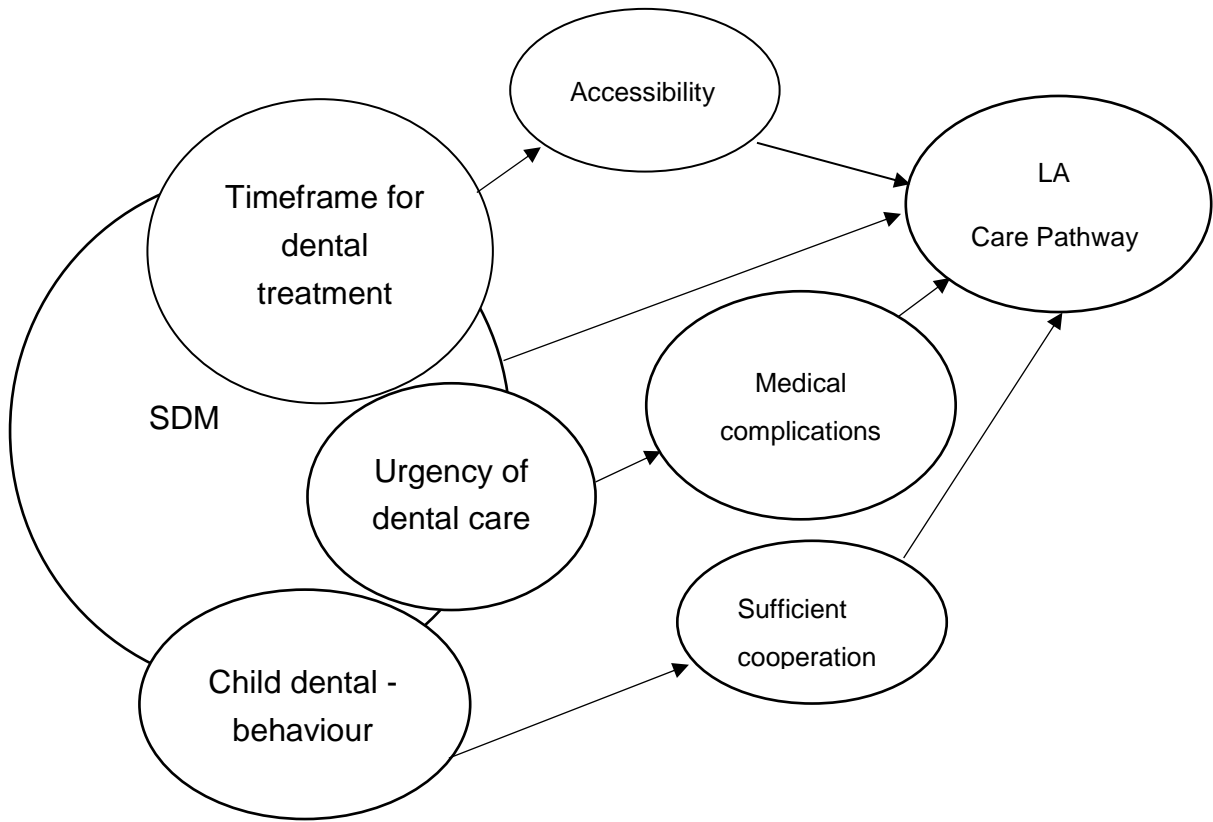 Accessibility
Timeframe for
dental
treatment
LA
Care Pathway
SDM
Medical
complications
Urgency of
dental care
Sufficient
cooperation
Child dental -
behaviour